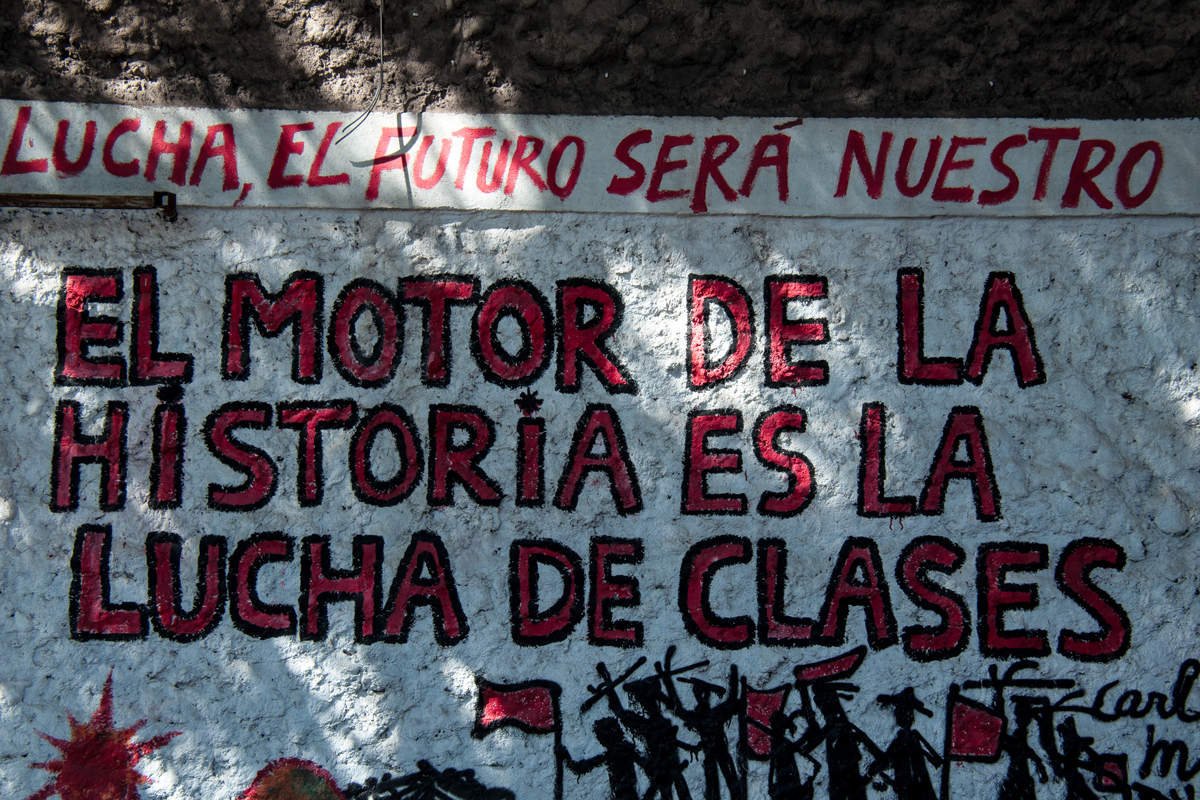 LUCHA, EL FUTURO SERÁ NUESTRO
EL MOTOR DE LA
HISTORIA ES LA
LUCHA DE CLASES